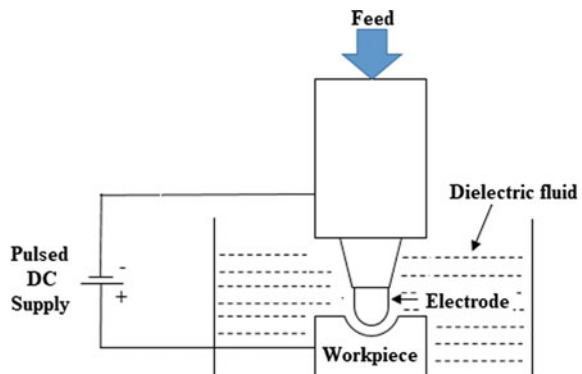 Feed
Dielectric fluid
Pulsed
DC
Supply
-
+
Electrode
Workpiece